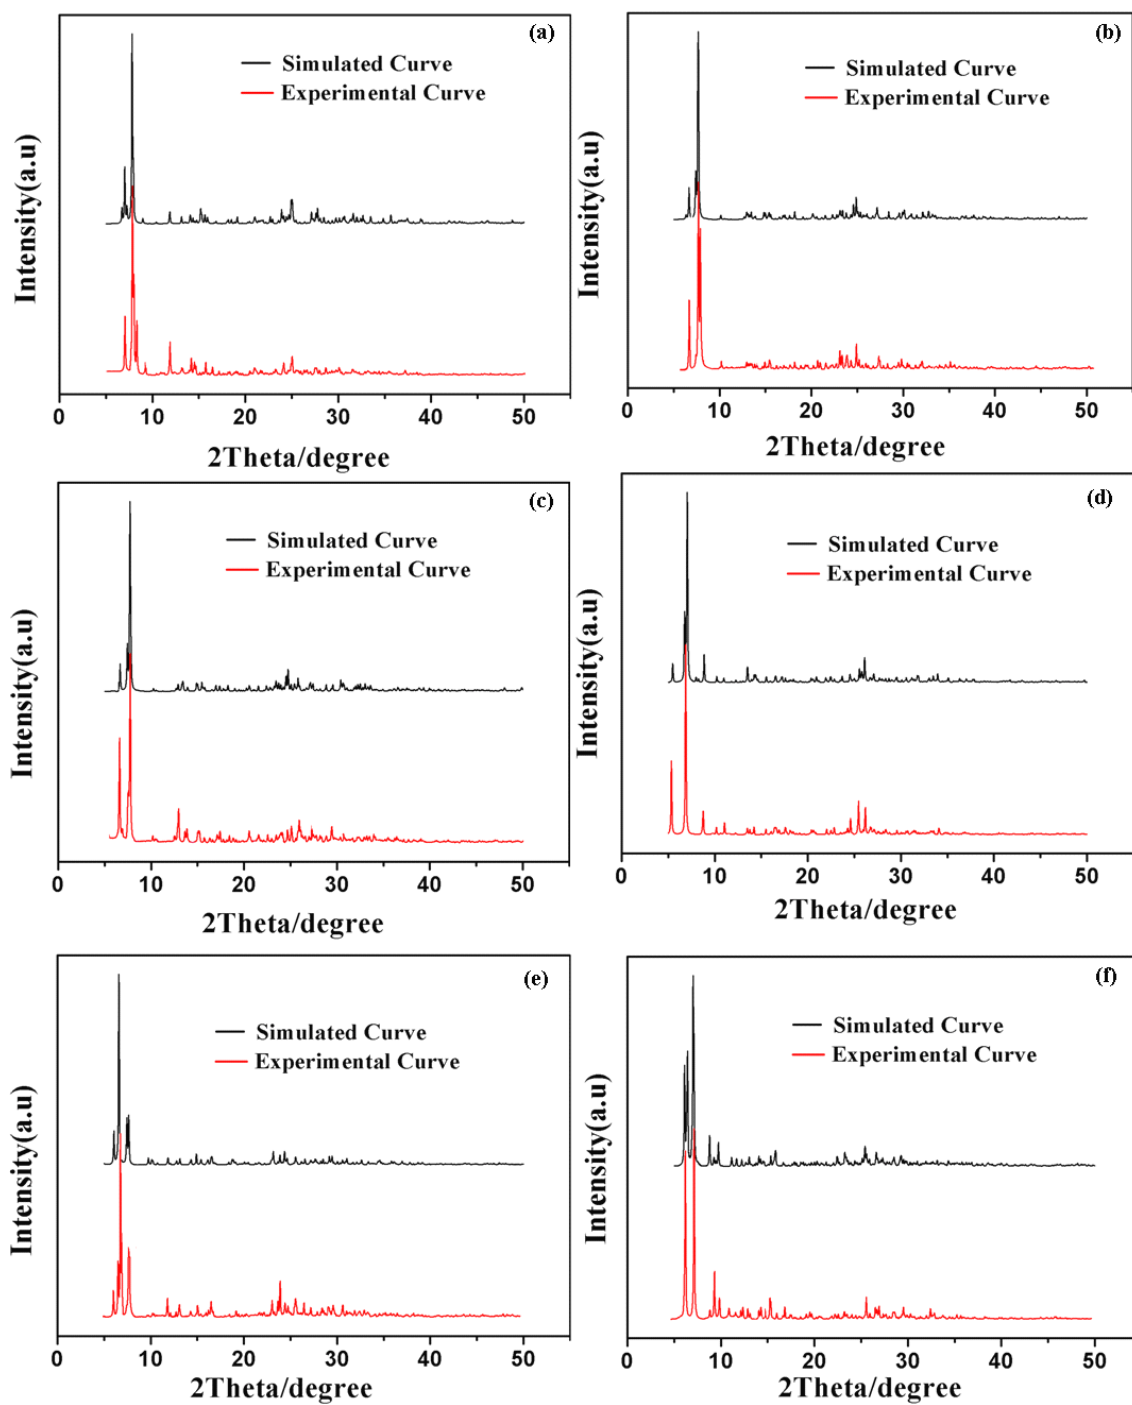 (a)
Simulated Curve
Experimental Curve
Intensity(a.u)
0 10 20 30 40 50
2Theta/degree
(b)
Simulated Curve
Experimental Curve
Intensity(a.u)
0 10 20 30 40 50
2Theta/degree
(c)
Simulated Curve
Experimental Curve
Intensity(a.u)
0 10 20 30 40 50
2Theta/degree
(d)
Simulated Curve
Experimental Curve
Intensity(a.u)
0 10 20 30 40 50
2Theta/degree
(e)
Simulated Curve
Experimental Curve
Intensity(a.u)
0 10 20 30 40 50
2Theta/degree
(f)
Simulated Curve
Experimental Curve
Intensity(a.u)
0 10 20 30 40 50
2Theta/degree